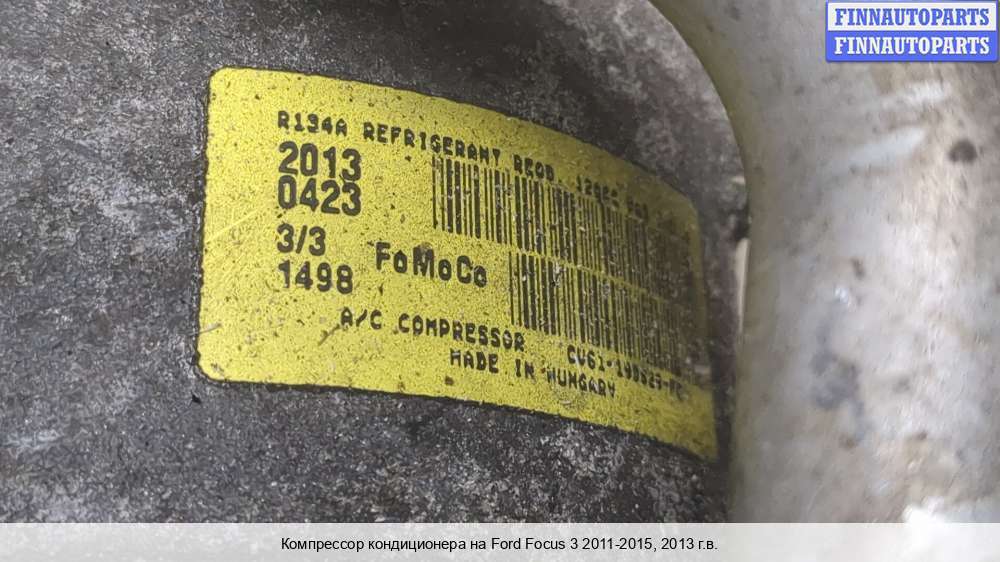 FINNAUTOPARTS
FINNAUTOPARTS
R134A REFRIGERANT REQD.
2013
0423
3/3
1498
FoMoCo
A/C COMPRESSOR
MADE IN HUNGARY
Компрессор кондиционера на Ford Focus 3 2011-2015, 2013 г.в.